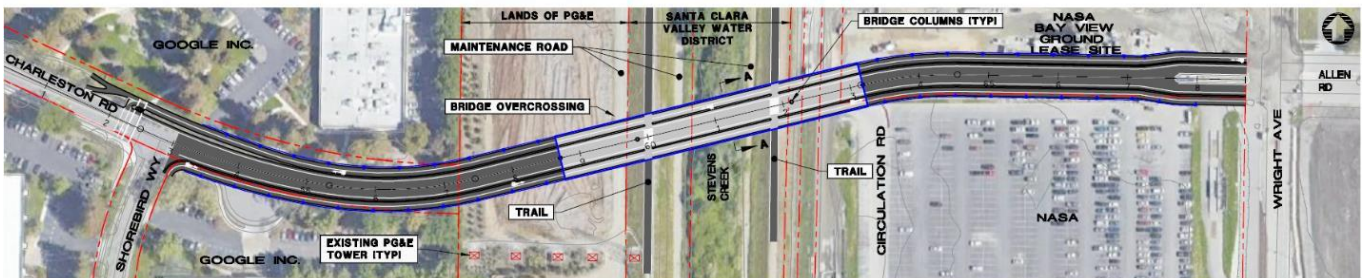 LANDS OF PG&E
SANTA CLARA
VALLEY WATER
DISTRICT
BRIDGE COLUMNS (TYP)
NASA
BAY VIEW
GROUND
LEASE SITE
GOOGLE INC.
MAINTENANCE ROAD
CHARLESTON RD
BRIDGE OVERCROSSING
A
A
ALLEN
RD
SHOREBIRD WY
TRAIL
STEVENS
CREEK
TRAIL
CIRCULATION RD
NASA
WRIGHT AVE
EXISTING PG&E
TOWER (TYP)
GOOGLE INC.